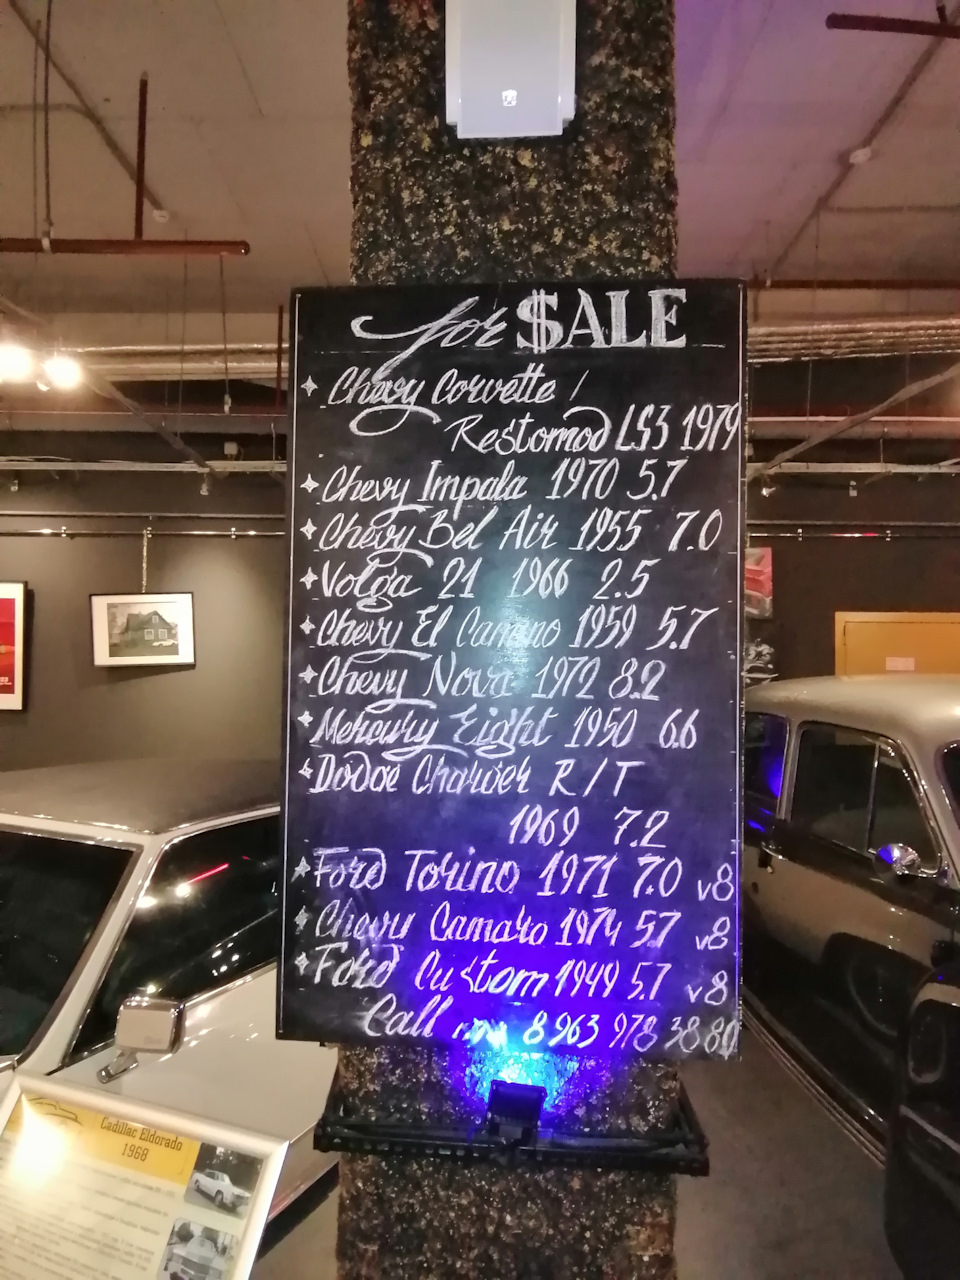 for $ALE
Chevy Corvette /
Restomod LS3 1979
Chevy Impala 1970 5.7
Chevy Bel Air 1955 7.0
Volga 21 1966 2.5
Chevy El Camino 1959 5.7
Chevy Nova 1972 8.2
Mercury Eight 1950 6.6
Dodge Charger R/T
1969 7.2
Ford Torino 1971 7.0 v8
Chevy Camaro 1974 5.7 v8
Ford Custom 1949 5.7 v8
Call 8 963 978 38 80
Cadillac Eldorado
1968